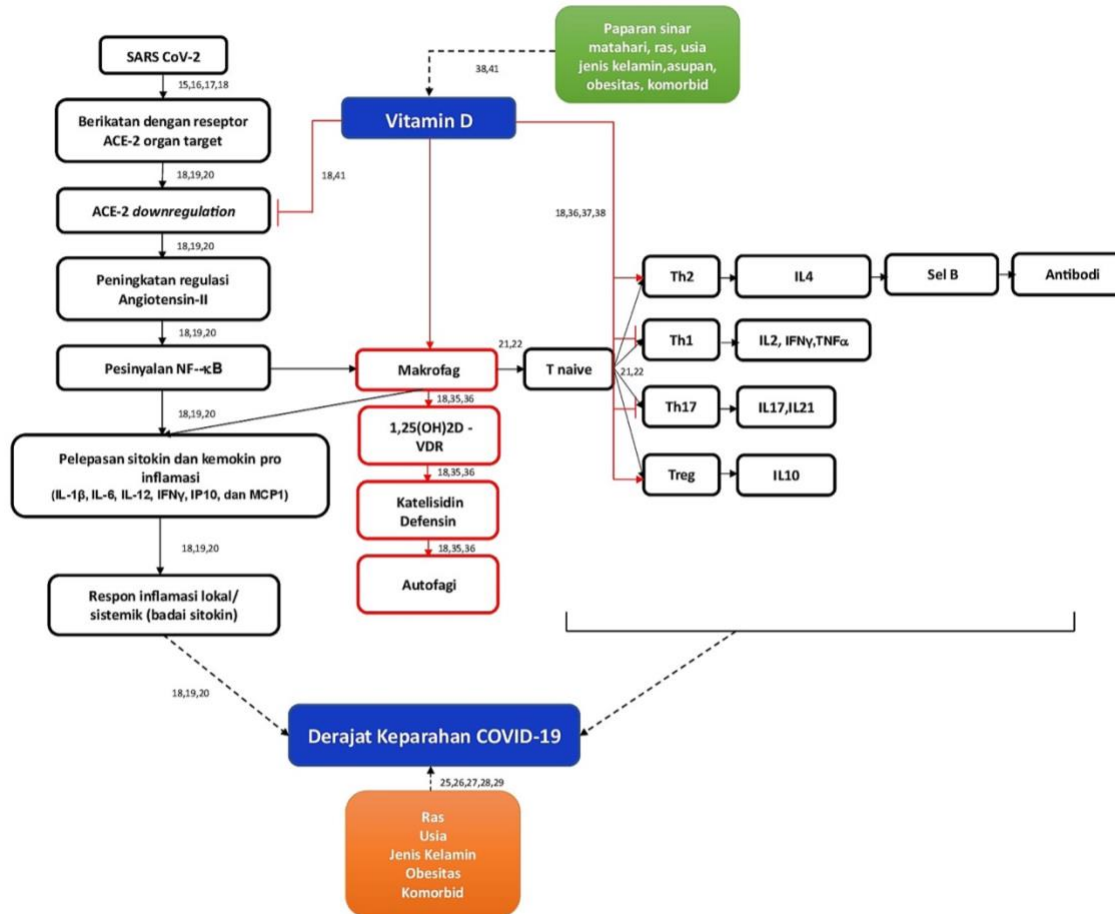 Paparan sinar
matahari, ras, usia
jenis kelamin,asupan,
obesitas, komorbid
SARS CoV-2
38,41
15,16,17,18
Vitamin D
Berikatan dengan reseptor
ACE-2 organ target
18,19,20
18,41
ACE-2 downregulation
18,36,37,38
18,19,20
Peningkatan regulasi
Angiotensin-II
Th2
IL4
Sel B
Antibodi
18,19,20
Th1
IL2, IFNγ,TNFα
Pesinyalan NF--κB
Makrofag
21,22
T naive
21,22
18,35,36
18,19,20
1,25(OH)2D -
VDR
Th17
IL17,IL21
Pelepasan sitokin dan kemokin pro
inflamasi
(IL-1β, IL-6, IL-12, IFNγ, IP10, dan MCP1)
18,35,36
Treg
IL10
Katelisidin
Defensin
18,19,20
18,35,36
Autofagi
Respon inflamasi lokal/
sistemik (badai sitokin)
18,19,20
Derajat Keparahan COVID-19
25,26,27,28,29
Ras
Usia
Jenis Kelamin
Obesitas
Komorbid